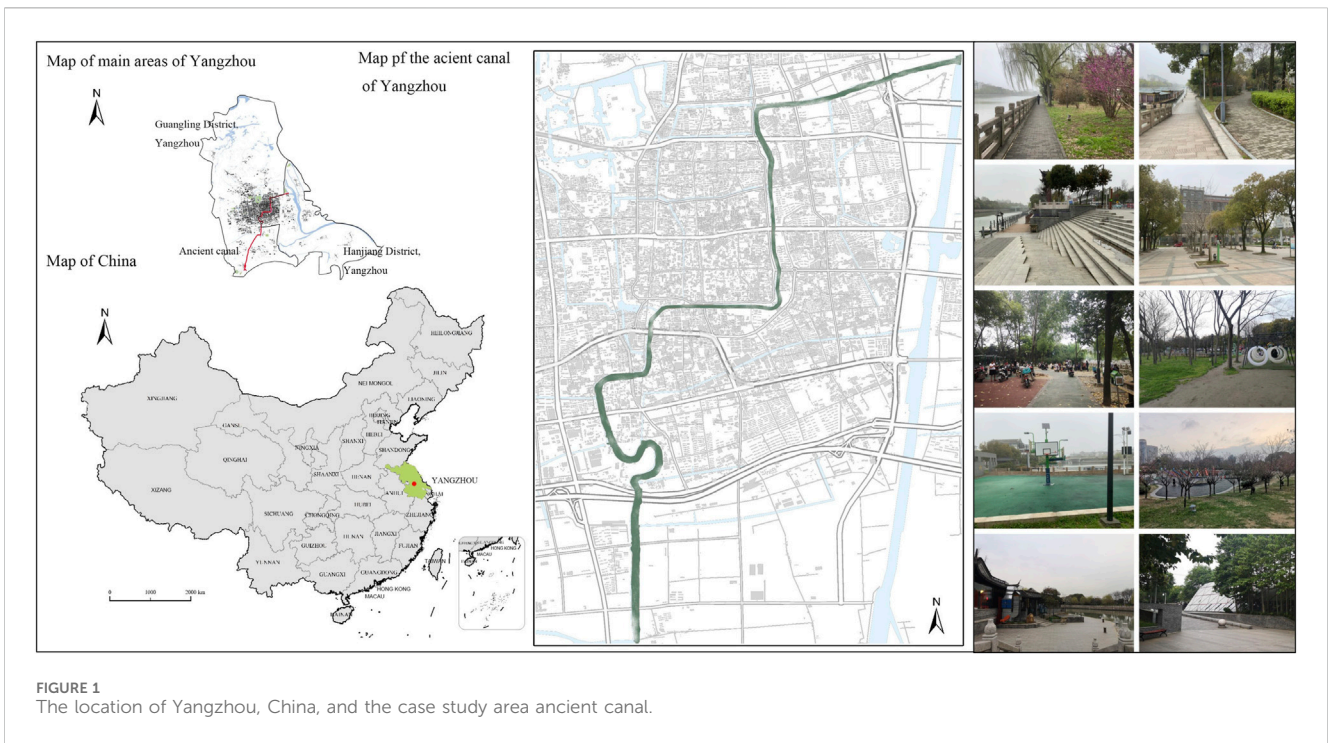 Map of main areas of Yangzhou
Map pf the acient canal
of Yangzhou
N
Guangling District,
Yangzhou
Ancient canal
Hanjiang District,
Yangzhou
Map of China
N
HEILONGJIANG
JILIN
LIAONING
NEI MONGOL
XINGJIANG
GANSU
BEIJING
HEBEI
SHANXI
NINGXIA
SHANDONG
QINGHAI
SHAANXI
HENAN
YANGZHOU
ANHUI
XIZANG
HUBEI
ZHEJIANG
SICHUANG
CHONGQING
HUNAN
JIANGXI
GUIZHOU
FUJIAN
YUNNAN
GUANGXI
GUANGDONG
TAIWAN
HONG KONG
MACAU
HAINAN
HONG KONG
MACAU
0 1000 2000 km
N
FIGURE 1
The location of Yangzhou, China, and the case study area ancient canal.